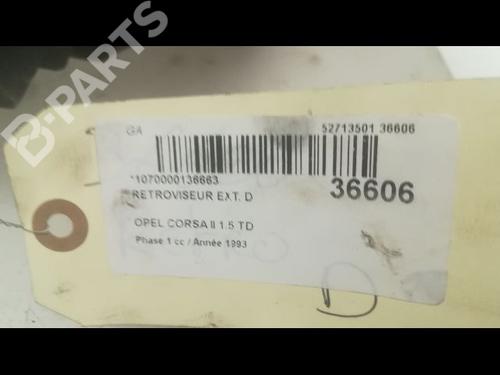 B-PARTS
GA 52713501 36606
*1070000136663
RETROVISEUR EXT. D 36606
OPEL CORSA II 1.5 TD
Phase 1 cc / Année 1993
D